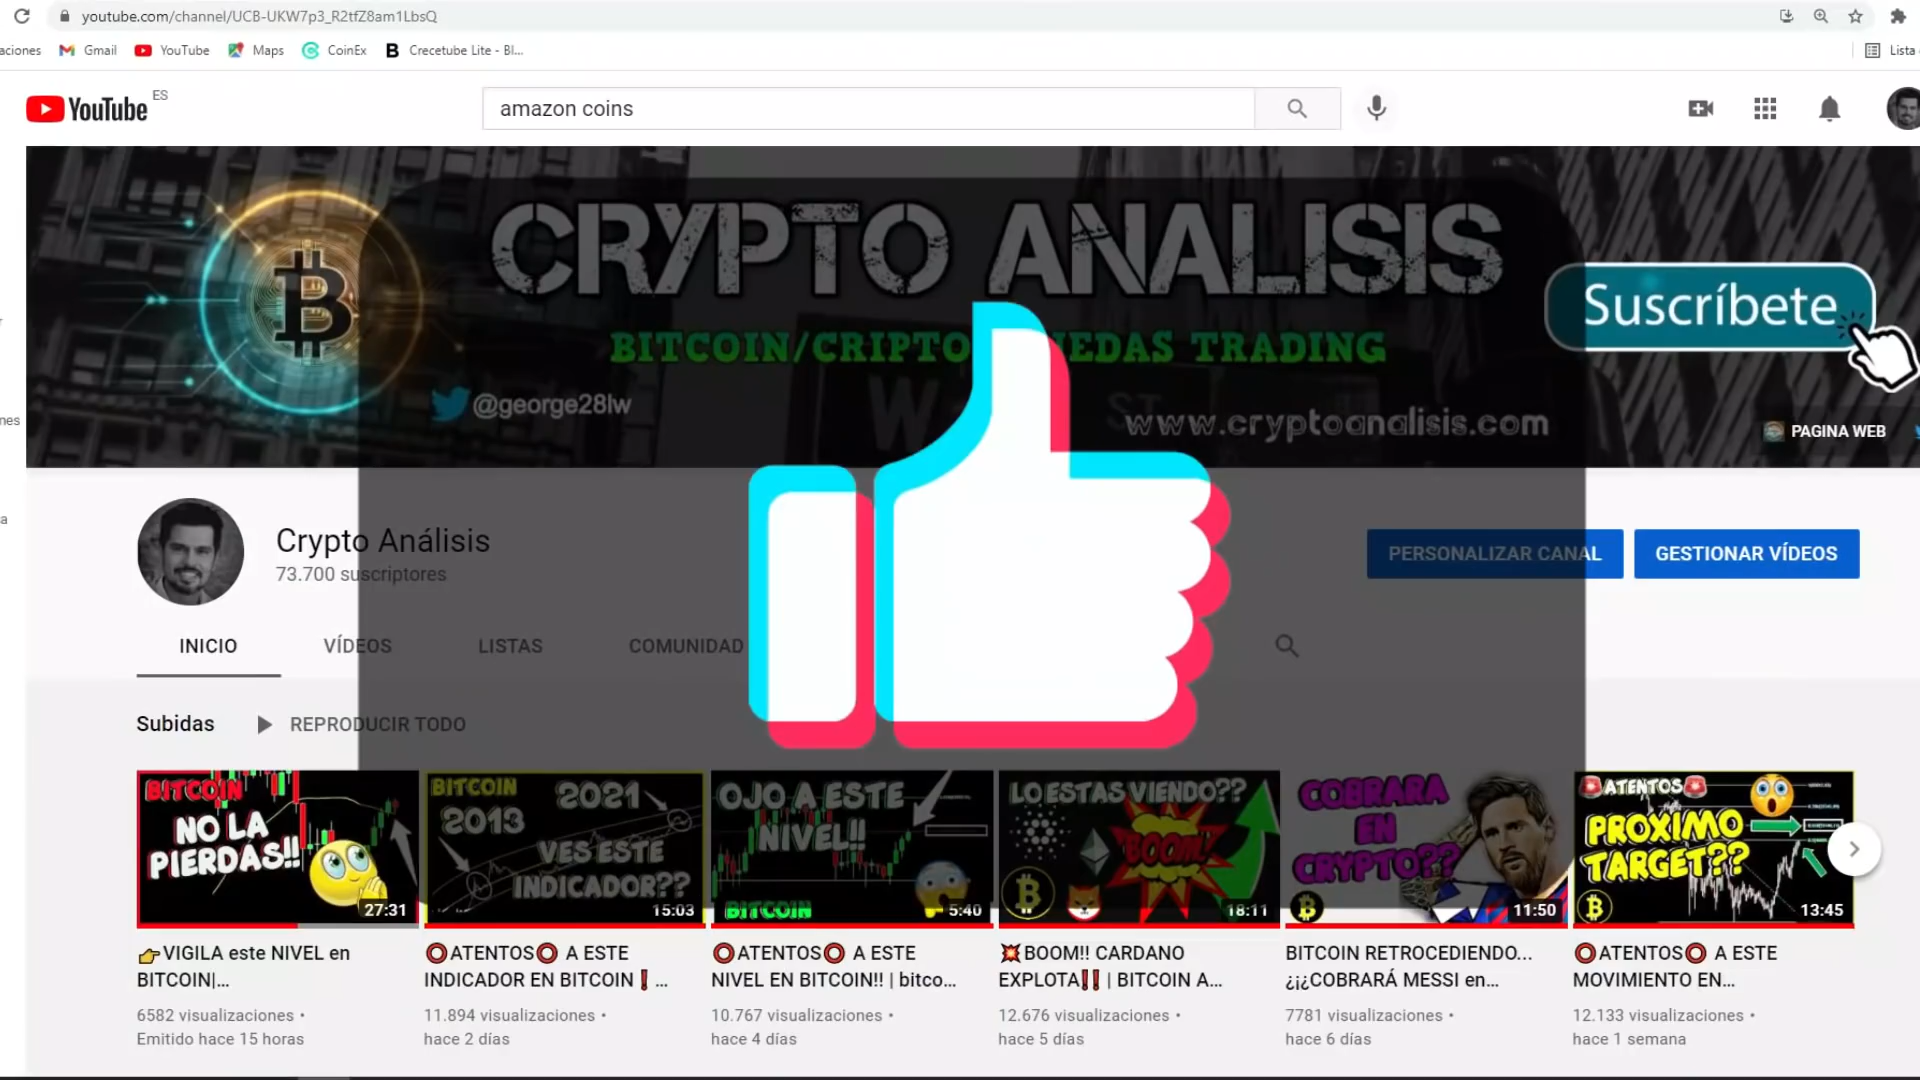 youtube.com/channel/UCB-UKW7p3_R2tfZ8am1LbsQ
aciones Gmail YouTube Maps CoinEx Crecetube Lite - Bl... Lista
YouTube ES
amazon coins
CRYPTO ANALISIS
BITCOIN/CRIPTO EDAS TRADING
Suscríbete
@george28lw
www.cryptoanalisis.com
PAGINA WEB
nes
a
Crypto Análisis
73.700 suscriptores
PERSONALIZAR CANAL
GESTIONAR VÍDEOS
INICIO VÍDEOS LISTAS COMUNIDAD
Subidas REPRODUCIR TODO
BITCOIN
NO LA
PIERDAS!!
27:31
BITCOIN
2013
2021
VES ESTE
INDICADOR??
15:03
OJO A ESTE
NIVEL!!
BITCOIN
5:40
LO ESTAS VIENDO??
BOOM!
18:11
COBRARA
EN
CRYPTO??
11:50
ATENTOS
PROXIMO
TARGET??
13:45
👉VIGILA este NIVEL en
BITCOIN|...
6582 visualizaciones •
Emitido hace 15 horas
⭕ATENTOS⭕ A ESTE
INDICADOR EN BITCOIN❗...
11.894 visualizaciones •
hace 2 días
⭕ATENTOS⭕ A ESTE
NIVEL EN BITCOIN!! | bitco...
10.767 visualizaciones •
hace 4 días
💥BOOM!! CARDANO
EXPLOTA‼️ | BITCOIN A...
12.676 visualizaciones •
hace 5 días
BITCOIN RETROCEDIENDO...
¿¡¿COBRARÁ MESSI en...
7781 visualizaciones •
hace 6 días
⭕ATENTOS⭕ A ESTE
MOVIMIENTO EN...
12.133 visualizaciones •
hace 1 semana